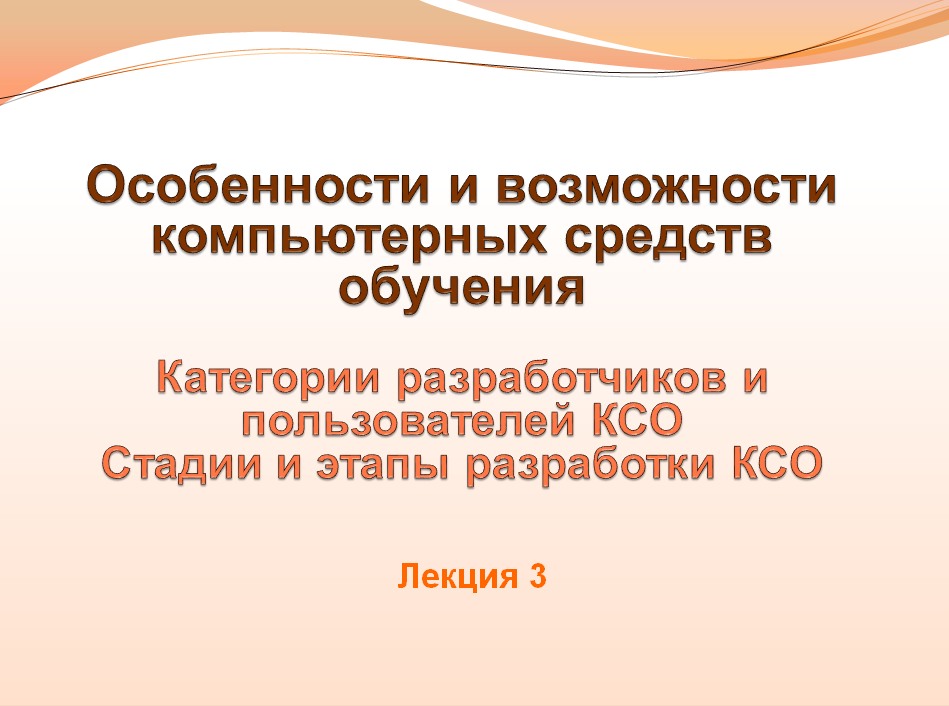 Особенности и возможности
компьютерных средств
обучения
Категории разработчиков и
пользователей КСО
Стадии и этапы разработки КСО
Лекция 3